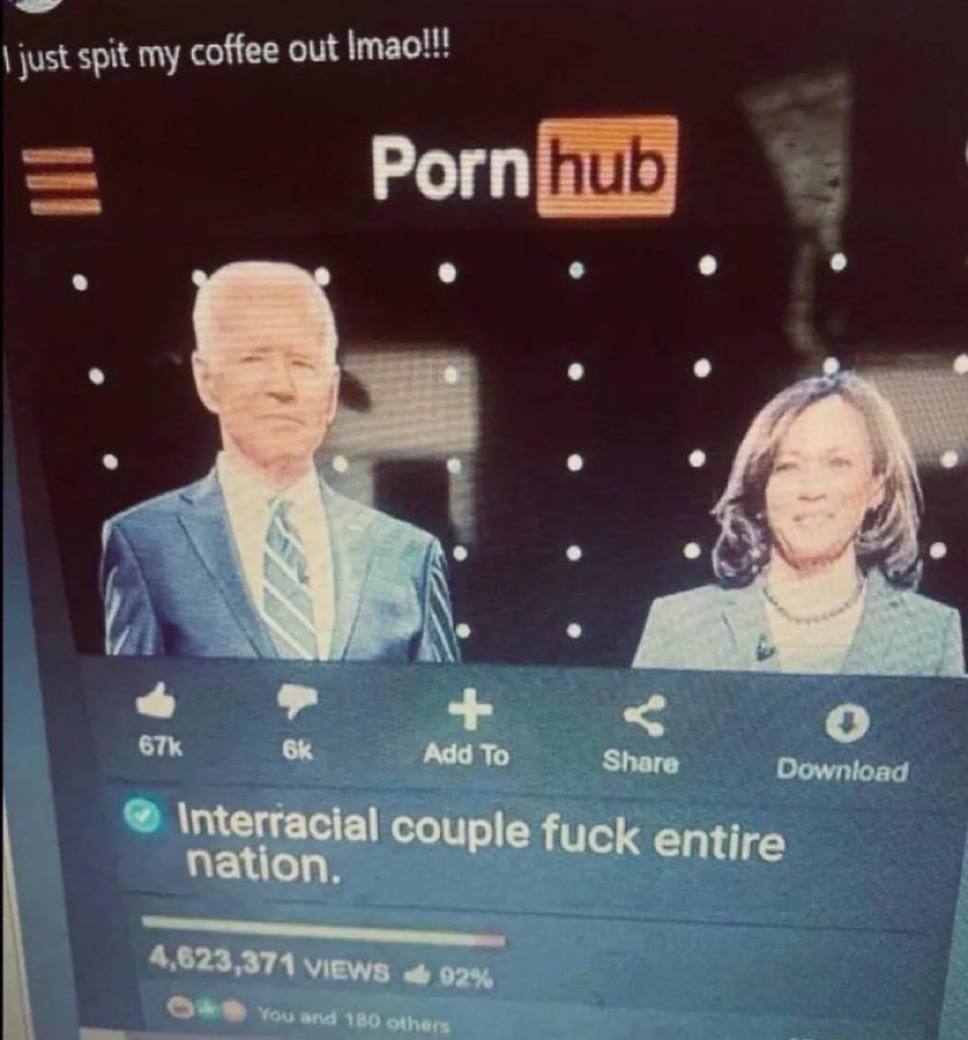 I just spit my coffee out lmao!!!
Porn hub
67k 6k Add To Share Download
Interracial couple fuck entire
nation.
4,623,371 VIEWS 92%
You and 180 others